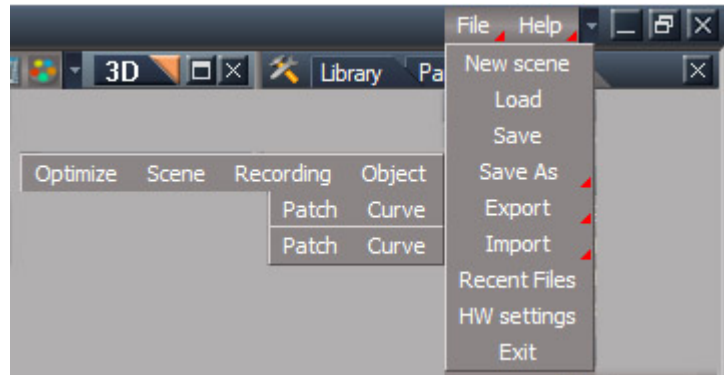 File Help
3D Library Pa
New scene
Load
Save
Optimize Scene Recording Object Save As
Patch Curve Export
Patch Curve Import
Recent Files
HW settings
Exit